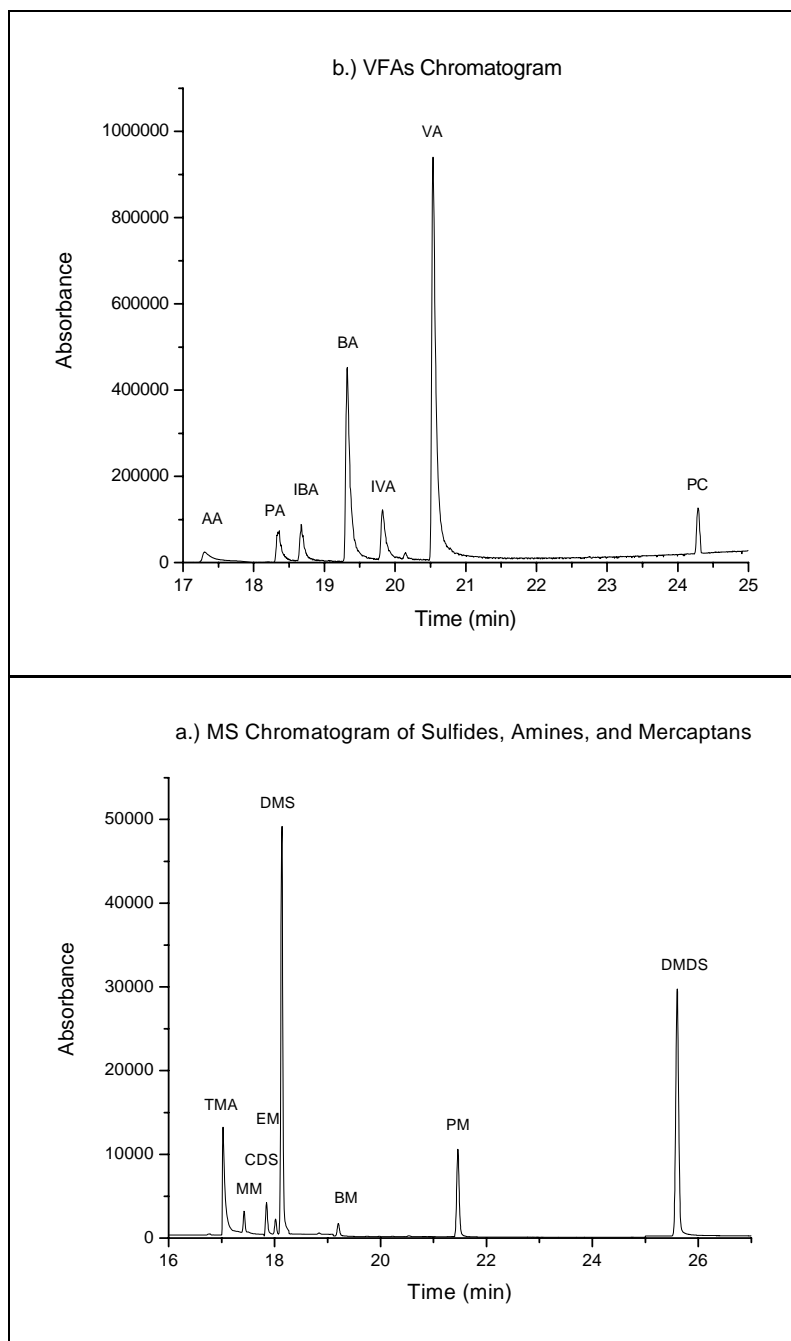 b.) VFAs Chromatogram
1000000
800000
600000
400000
200000
0
Absorbance
AA
PA
IBA
BA
IVA
VA
PC
17 18 19 20 21 22 23 24 25
Time (min)
a.) MS Chromatogram of Sulfides, Amines, and Mercaptans
50000
40000
30000
20000
10000
0
Absorbance
TMA
MM
CDS
EM
DMS
BM
PM
DMDS
16 18 20 22 24 26
Time (min)